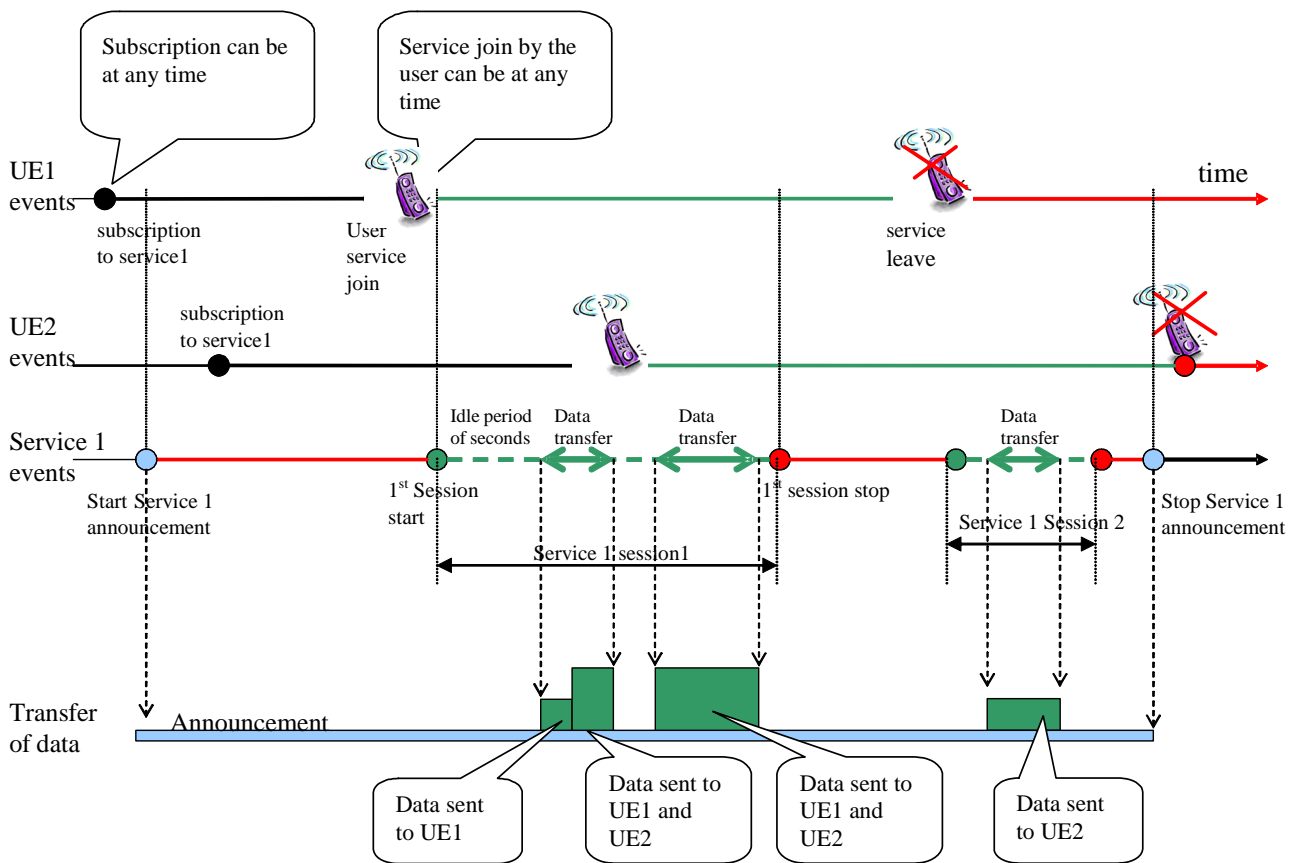 Subscription can be
at any time
Service join by the
user can be at any
time
UE1
events
time
subscription
to service1
User
service
join
service
leave
UE2
events
subscription
to service1
Service 1
events
Idle period
of seconds
Data
transfer
Data
transfer
Data
transfer
Start Service 1
announcement
1st Session
start
1st session stop
Service 1 Session 2
Stop Service 1
announcement
Service 1 session1
Transfer
of data
Announcement
Data sent
to UE1
Data sent to
UE1 and
UE2
Data sent to
UE1 and
UE2
Data sent
to UE2